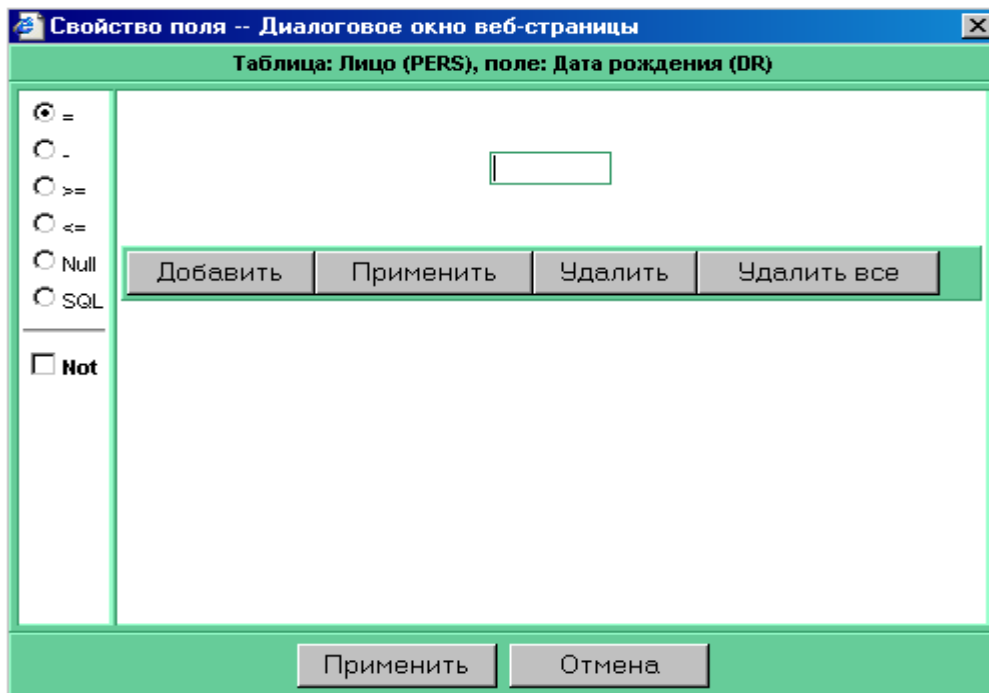 Свойство поля -- Диалоговое окно веб-страницы
Таблица: Лицо (PERS), поле: Дата рождения (DR)
=
-
>=
<=
Null
SQL
Not
Добавить Применить Удалить Удалить все
Применить Отмена